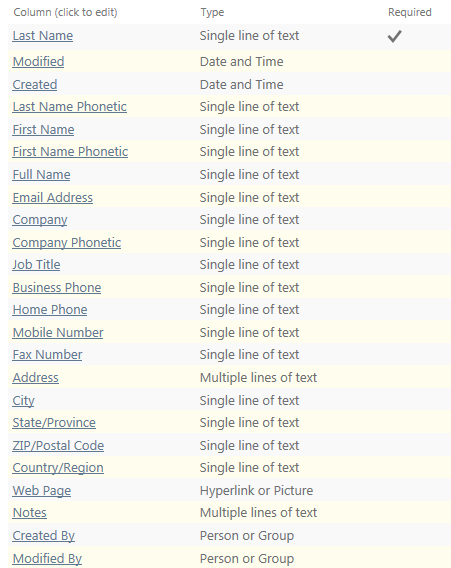 Column (click to edit) Type Required
Last Name Single line of text
Modified Date and Time
Created Date and Time
Last Name Phonetic Single line of text
First Name Single line of text
First Name Phonetic Single line of text
Full Name Single line of text
Email Address Single line of text
Company Single line of text
Company Phonetic Single line of text
Job Title Single line of text
Business Phone Single line of text
Home Phone Single line of text
Mobile Number Single line of text
Fax Number Single line of text
Address Multiple lines of text
City Single line of text
State/Province Single line of text
ZIP/Postal Code Single line of text
Country/Region Single line of text
Web Page Hyperlink or Picture
Notes Multiple lines of text
Created By Person or Group
Modified By Person or Group